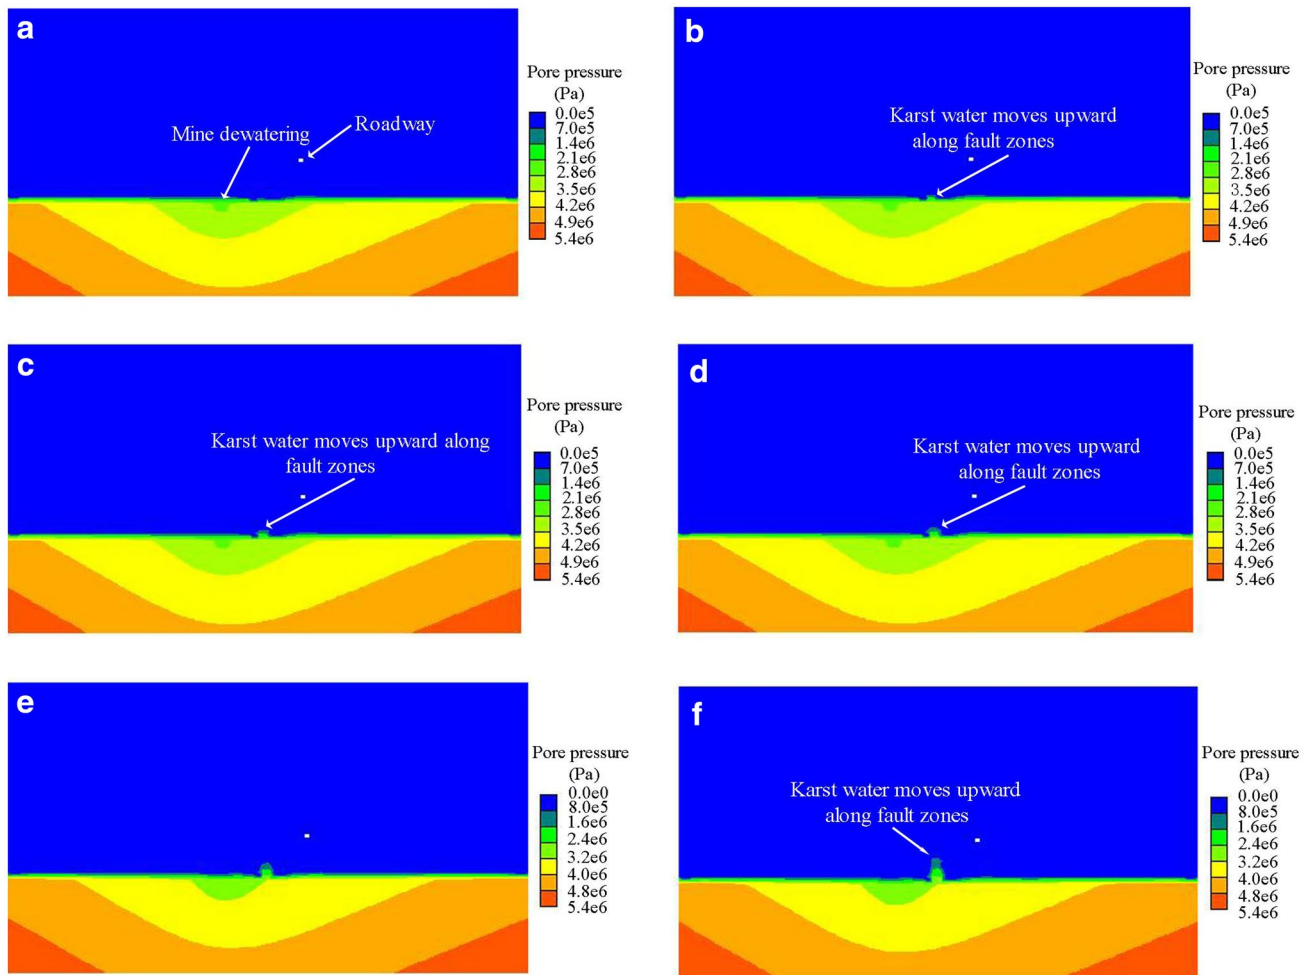 a
Mine dewatering
Roadway
Pore pressure
(Pa)
0.0e5
7.0e5
1.4e6
2.1e6
2.8e6
3.5e6
4.2e6
4.9e6
5.4e6
b
Karst water moves upward
along fault zones
Pore pressure
(Pa)
0.0e5
7.0e5
1.4e6
2.1e6
2.8e6
3.5e6
4.2e6
4.9e6
5.4e6
c
Karst water moves upward along
fault zones
Pore pressure
(Pa)
0.0e5
7.0e5
1.4e6
2.1e6
2.8e6
3.5e6
4.2e6
4.9e6
5.4e6
d
Karst water moves upward
along fault zones
Pore pressure
(Pa)
0.0e5
7.0e5
1.4e6
2.1e6
2.8e6
3.5e6
4.2e6
4.9e6
5.4e6
e
Pore pressure
(Pa)
0.0e0
8.0e5
1.6e6
2.4e6
3.2e6
4.0e6
4.8e6
5.4e6
f
Karst water moves upward
along fault zones
Pore pressure
(Pa)
0.0e0
8.0e5
1.6e6
2.4e6
3.2e6
4.0e6
4.8e6
5.4e6